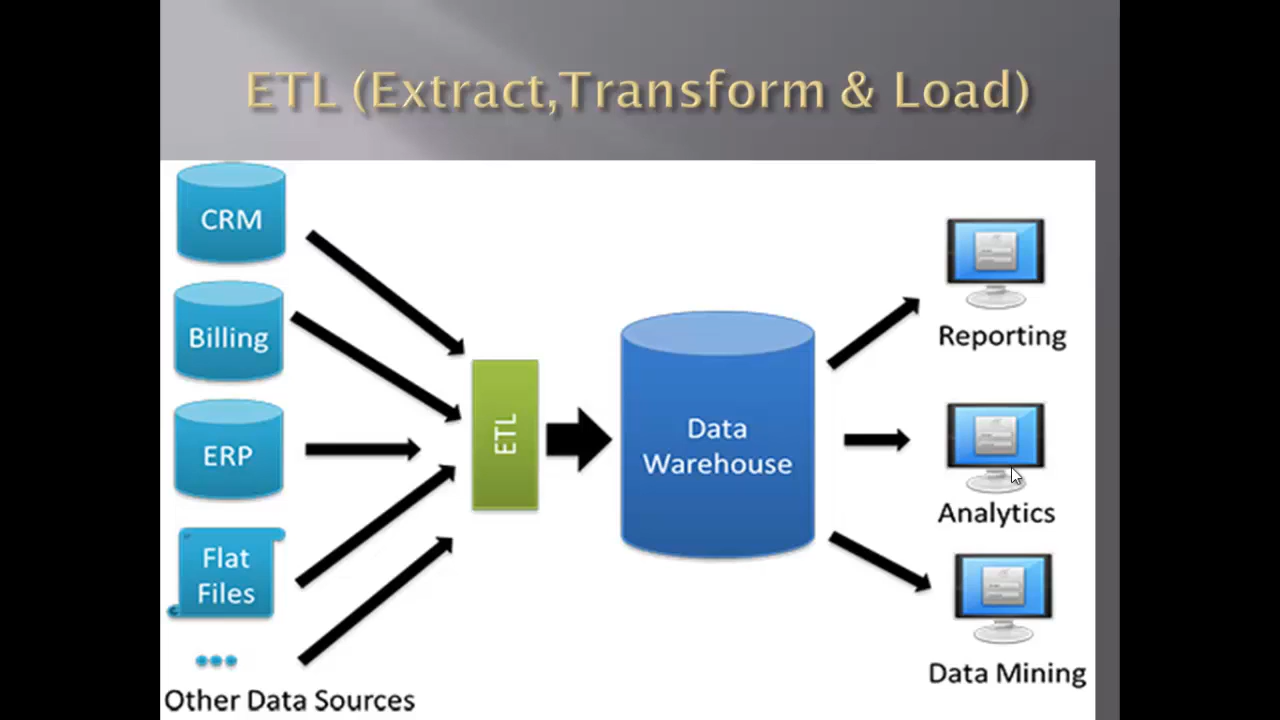 ETL (Extract,Transform & Load)
CRM
Billing
ERP
Flat
Files
Other Data Sources
ETL
Data
Warehouse
Reporting
Analytics
Data Mining